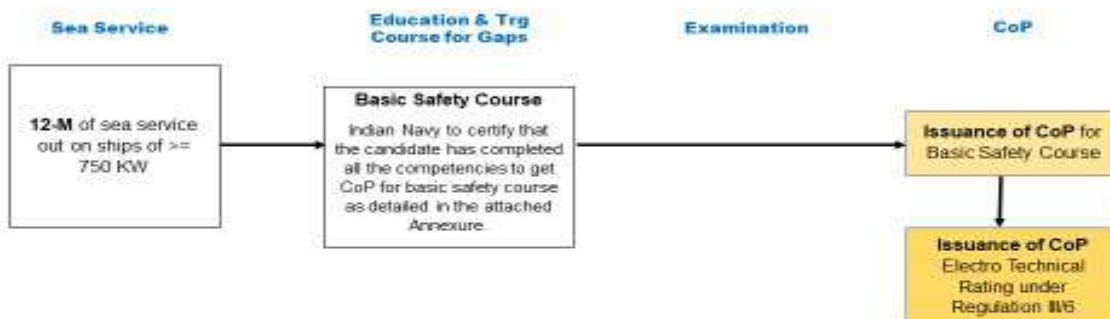 Sea Service
Education & Trg
Course for Gaps
Examination
CoP
12-M of sea service
out on ships of >=
750 KW
Basic Safety Course
Indian Navy to certify that
the candidate has completed
all the competencies to get
CoP for basic safety course
as detailed in the attached
Annexure.
Issuance of CoP for
Basic Safety Course
Issuance of CoP
Electro Technical
Rating under
Regulation III/6